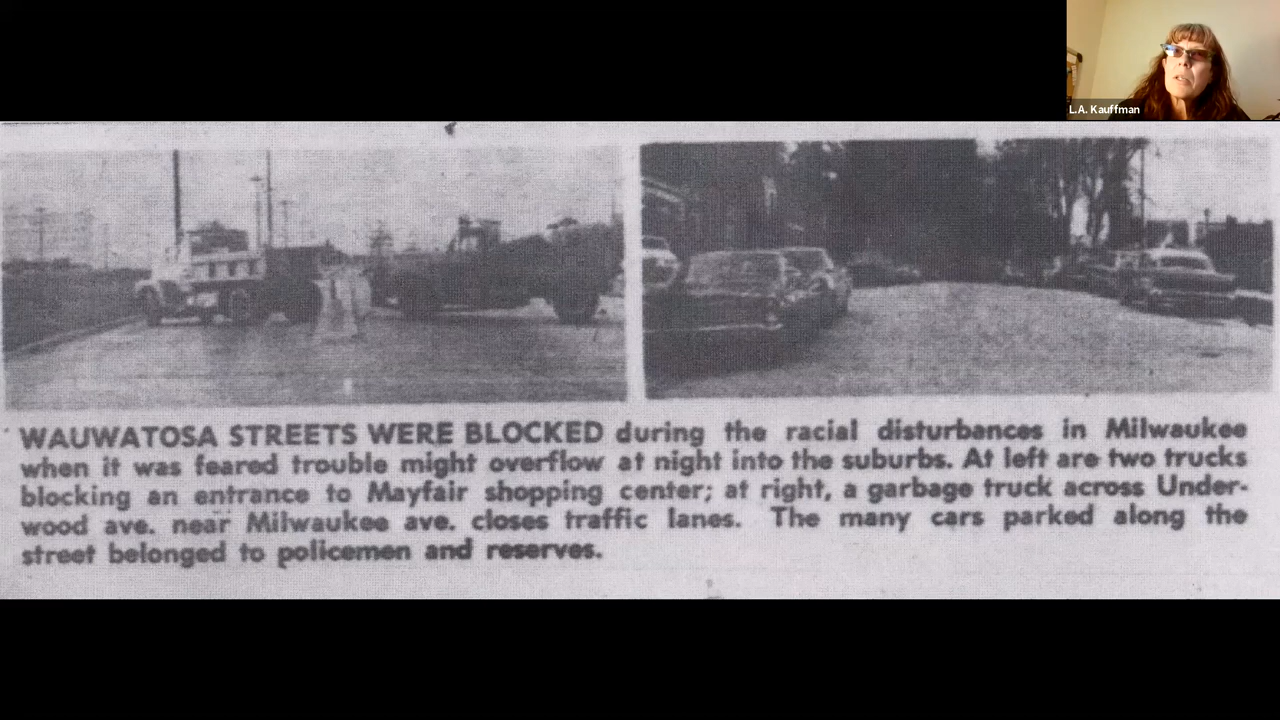 L.A. Kauffman
WAUWATOSA STREETS WERE BLOCKED during the racial disturbances in Milwaukee
when it was feared trouble might overflow at night into the suburbs. At left are two trucks
blocking an entrance to Mayfair shopping center; at right, a garbage truck across Under-
wood ave. near Milwaukee ave. closes traffic lanes. The many cars parked along the
street belonged to policemen and reserves.